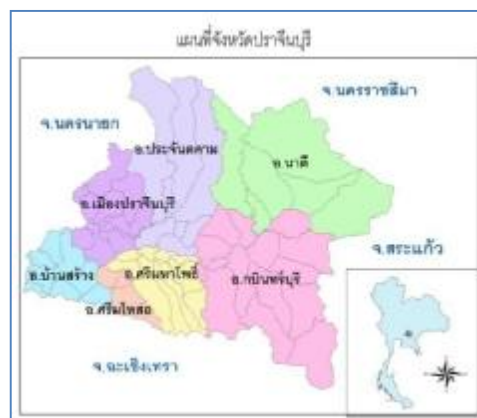 แผนที่จังหวัดปราจีนบุรี
จ.นครราชสีมา
จ.นครนายก
อ.ประจันตคาม
อ.นาดี
อ.เมืองปราจีนบุรี
จ.สระแก้ว
อ.บ้านสร้าง
อ.ศรีมหาโพธิ์
อ.กบินทร์บุรี
อ.ศรีมโหสถ
จ.ฉะเชิงเทรา